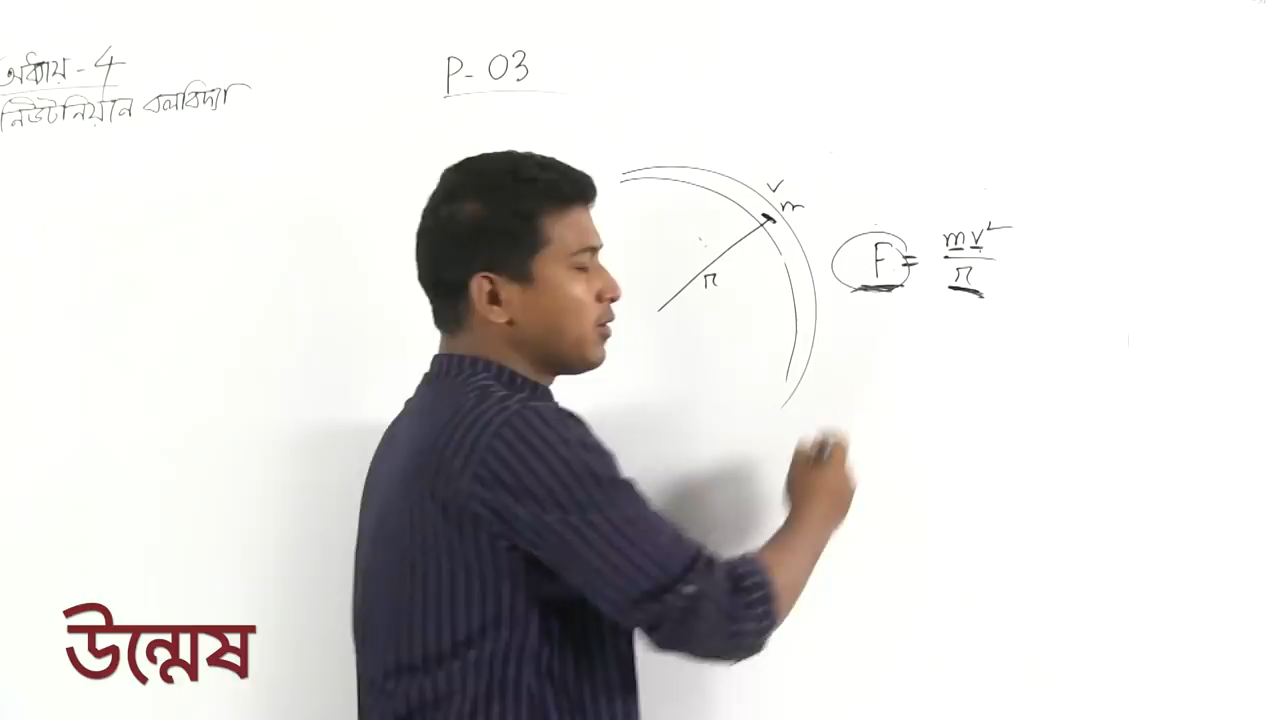 অধ্যায় - 4
নিউটনিয়ান বলবিদ্যা
P- 03
v
m
r
F = mv²/r
উন্মেষ